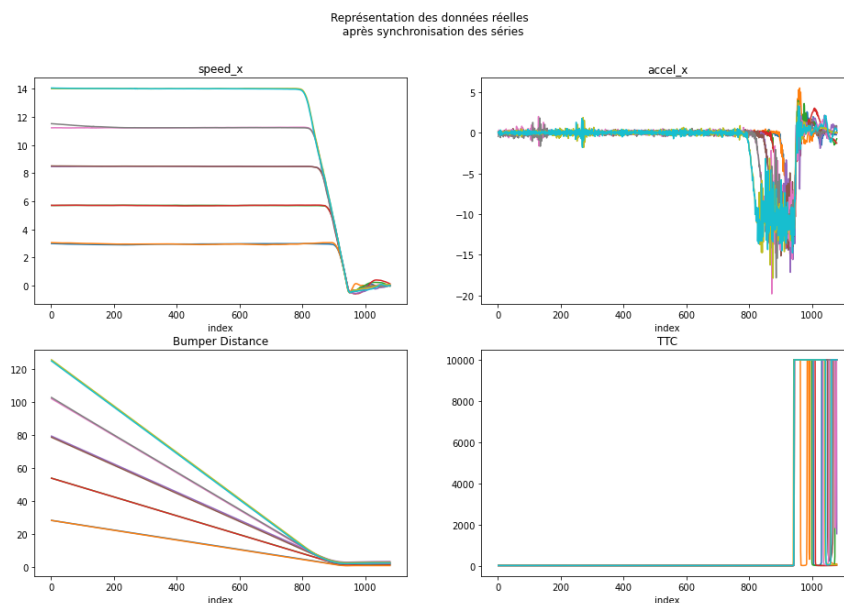 Représentation des données réelles
après synchronisation des séries
speed_x
14
12
10
8
6
4
2
0
0 200 400 600 800 1000
index
accel_x
5
0
−5
−10
−15
−20
0 200 400 600 800 1000
index
Bumper Distance
120
100
80
60
40
20
0
0 200 400 600 800 1000
index
TTC
10000
8000
6000
4000
2000
0
0 200 400 600 800 1000
index